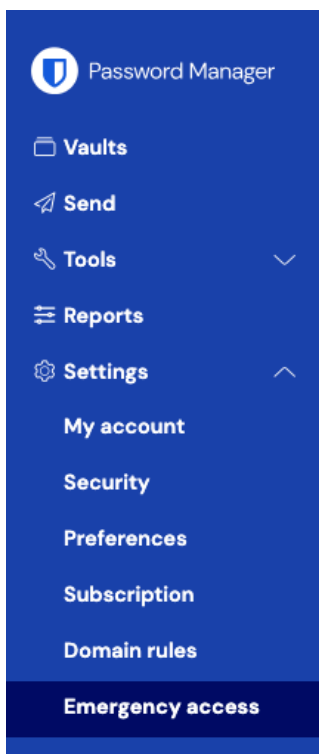 Password Manager
Vaults
Send
Tools
Reports
Settings
My account
Security
Preferences
Subscription
Domain rules
Emergency access